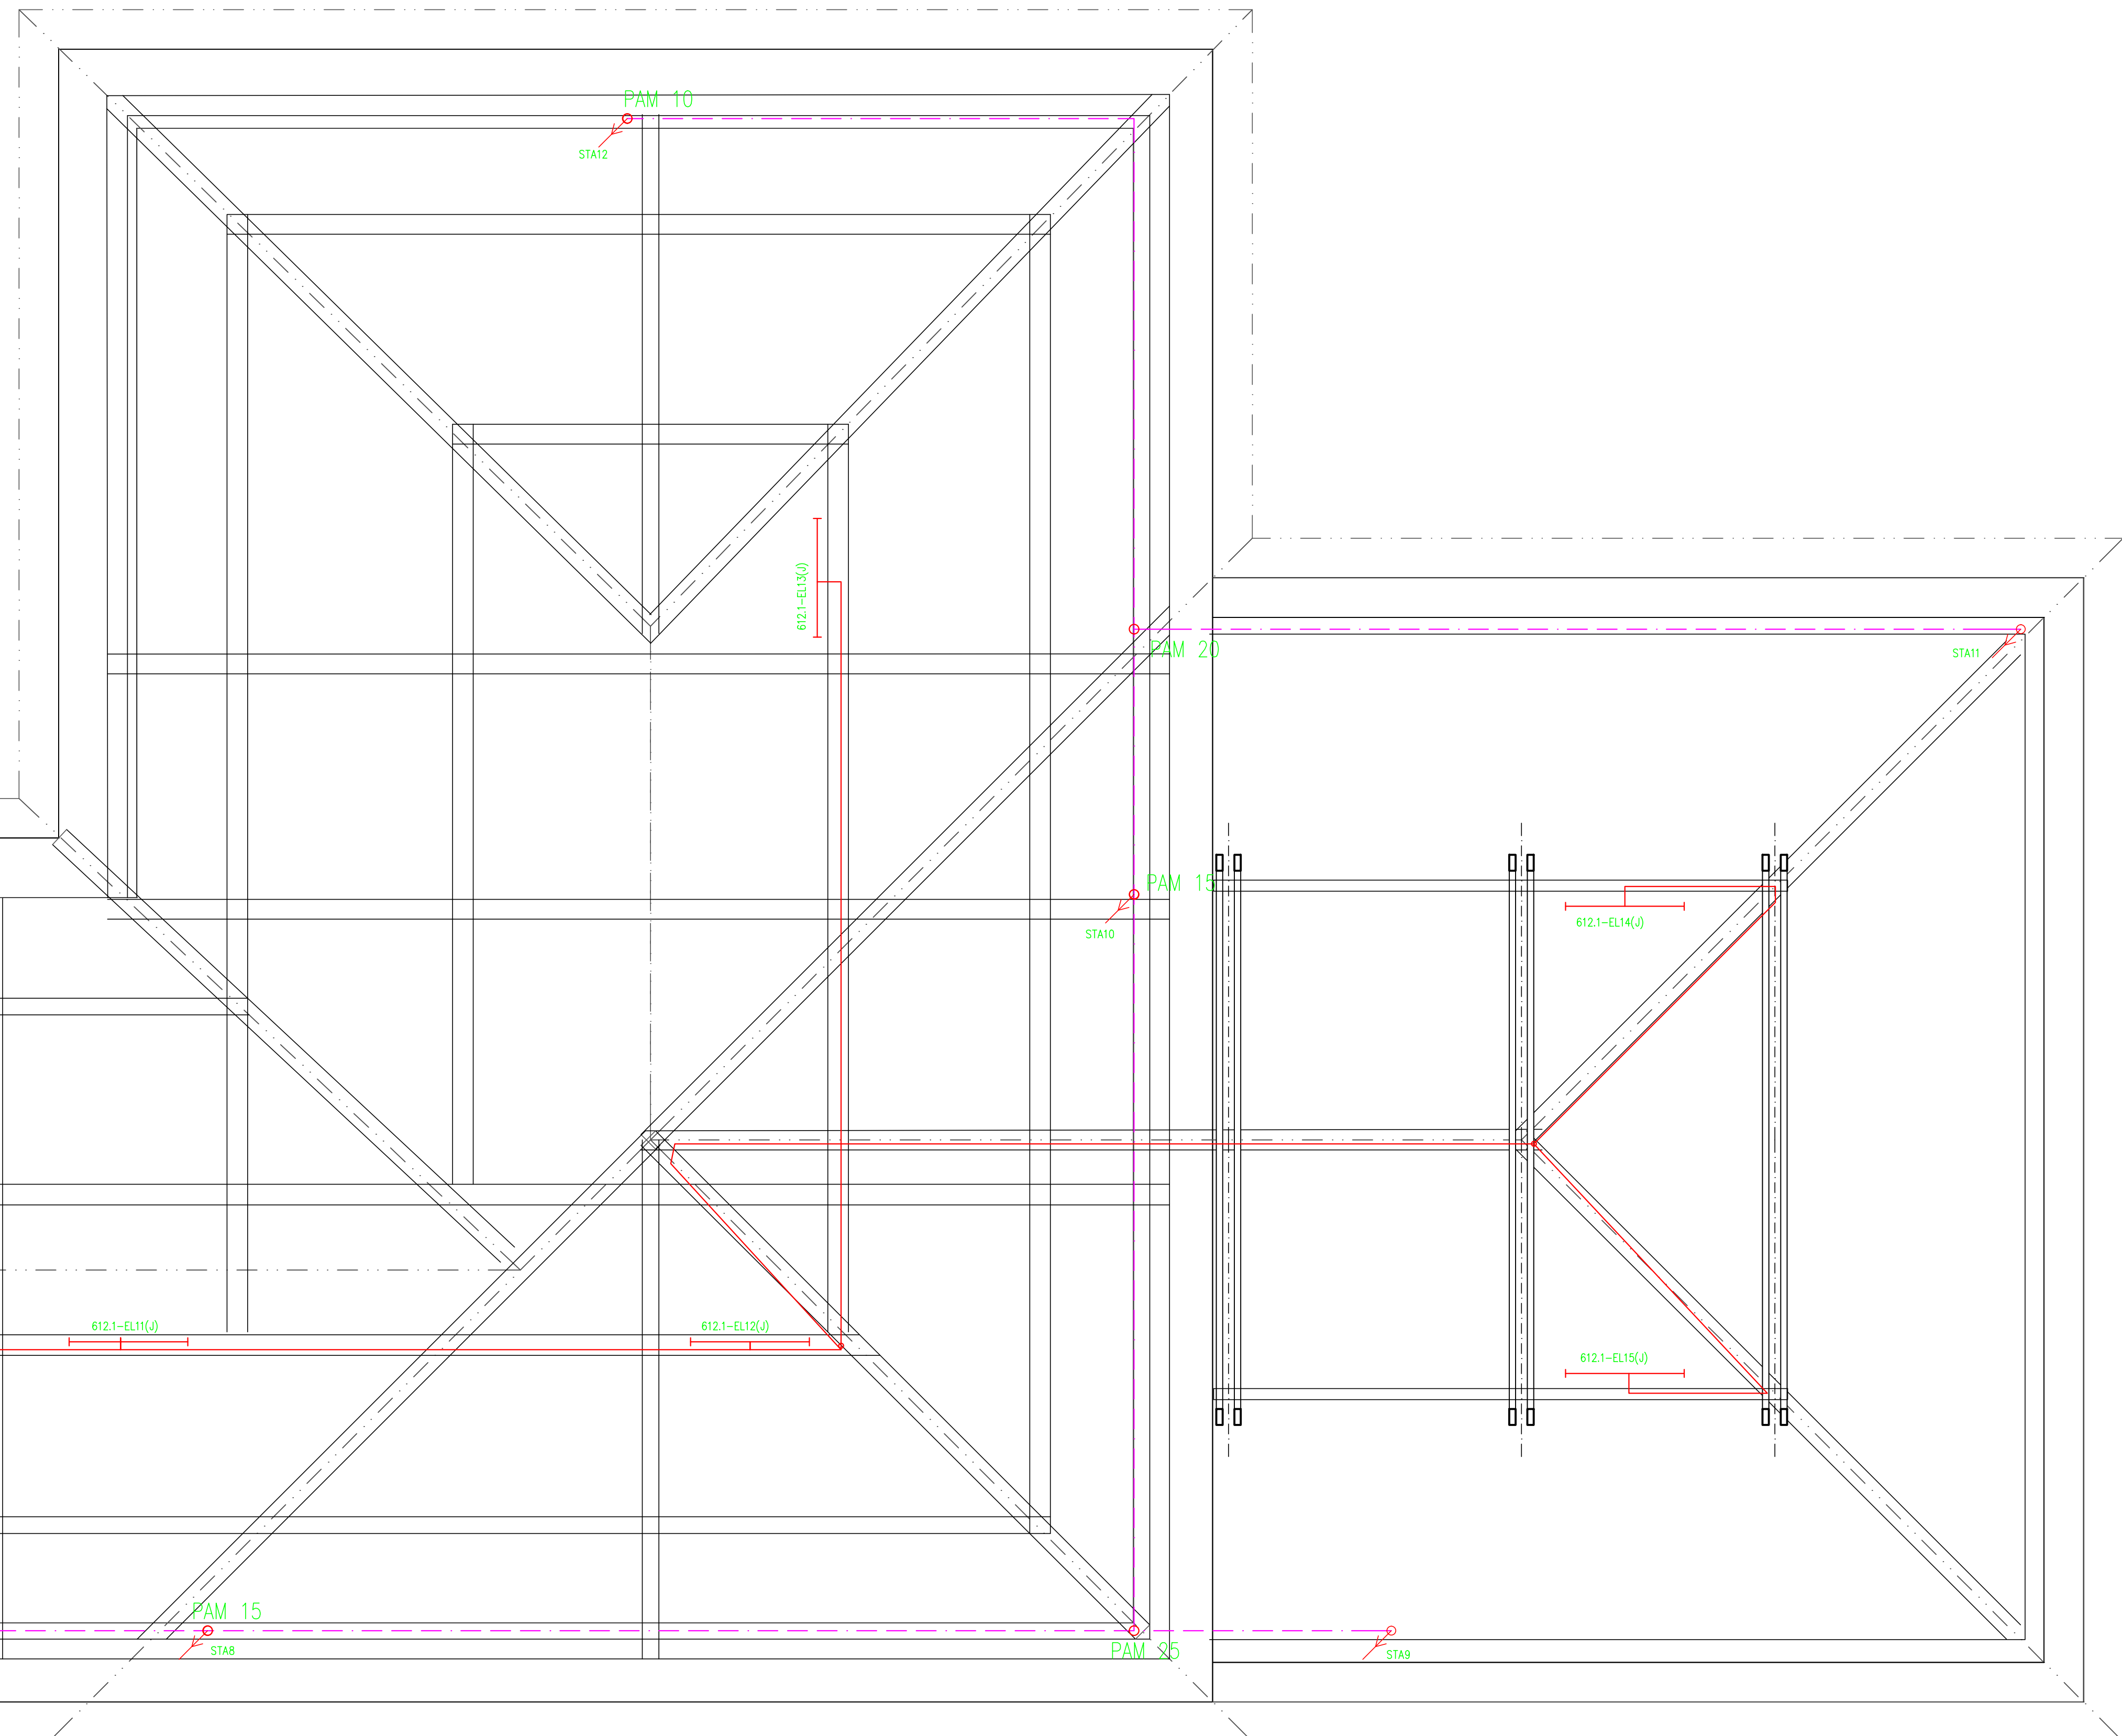 PAM 10
STA12
612.1-EL13(J)
PAM 20
STA11
PAM 15
STA10
612.1-EL14(J)
612.1-EL11(J)
612.1-EL12(J)
612.1-EL15(J)
PAM 15
STA8
PAM 25
STA9